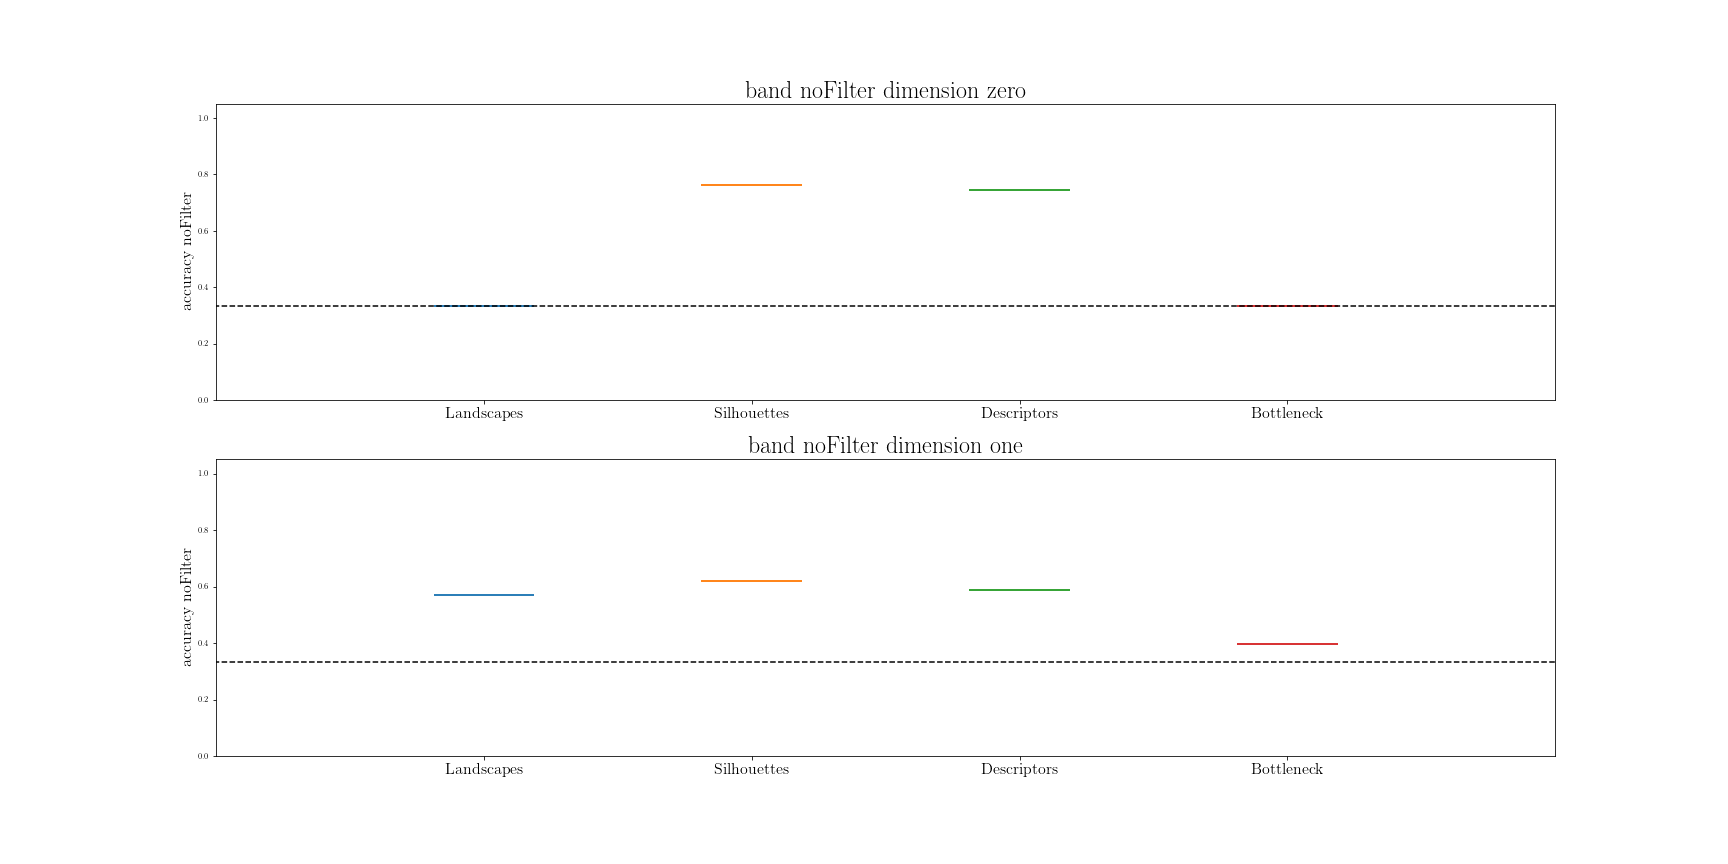 band noFilter dimension zero
accuracy noFilter
1.0
0.8
0.6
0.4
0.2
0.0
Landscapes Silhouettes Descriptors Bottleneck
band noFilter dimension one
accuracy noFilter
1.0
0.8
0.6
0.4
0.2
0.0
Landscapes Silhouettes Descriptors Bottleneck